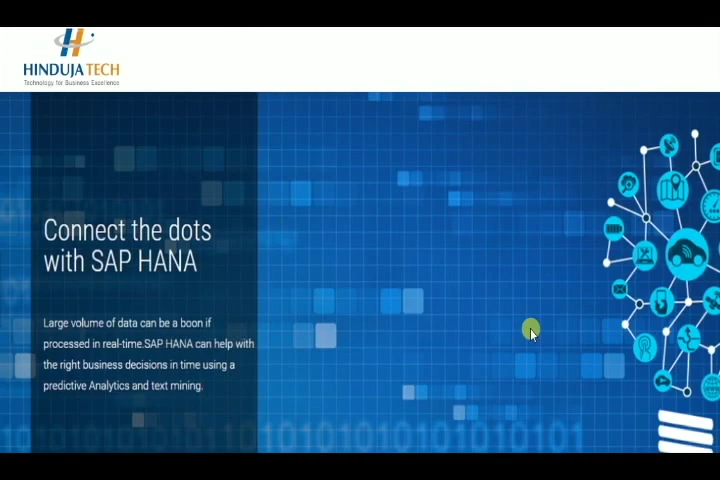 HINDUJA TECH
Technology for Business Excellence
Connect the dots
with SAP HANA
Large volume of data can be a boon if
processed in real-time.SAP HANA can help with
the right business decisions in time using a
predictive Analytics and text mining.
10101010101010101